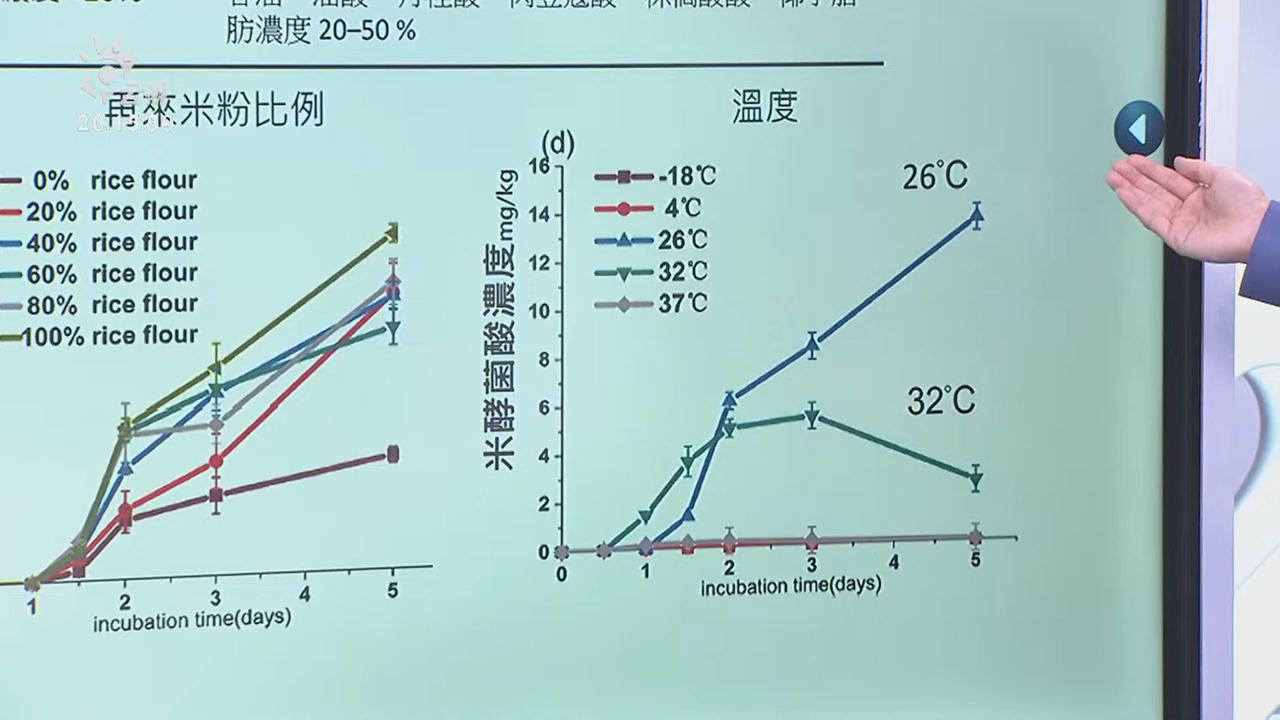 肪濃度 20–50 %
再來米粉比例
0% rice flour
20% rice flour
40% rice flour
60% rice flour
80% rice flour
100% rice flour
1 2 3 4 5
incubation time(days)
溫度
(d)
米酵菌酸濃度mg/kg
16
14
12
10
8
6
4
2
0
-18℃
4℃
26℃
32℃
37℃
26℃
32℃
0 1 2 3 4 5
incubation time(days)